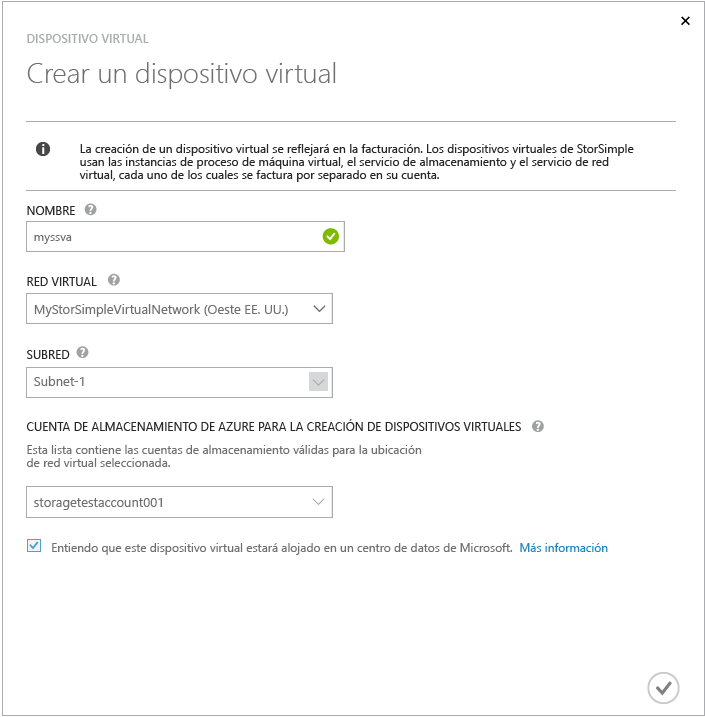 DISPOSITIVO VIRTUAL
Crear un dispositivo virtual
La creación de un dispositivo virtual se reflejará en la facturación. Los dispositivos virtuales de StorSimple
usan las instancias de proceso de máquina virtual, el servicio de almacenamiento y el servicio de red
virtual, cada uno de los cuales se factura por separado en su cuenta.
NOMBRE
myssva
RED VIRTUAL
MyStorSimpleVirtualNetwork (Oeste EE. UU.)
SUBRED
Subnet-1
CUENTA DE ALMACENAMIENTO DE AZURE PARA LA CREACIÓN DE DISPOSITIVOS VIRTUALES
Esta lista contiene las cuentas de almacenamiento válidas para la ubicación
de red virtual seleccionada.
storagetestaccount001
Entiendo que este dispositivo virtual estará alojado en un centro de datos de Microsoft. Más información